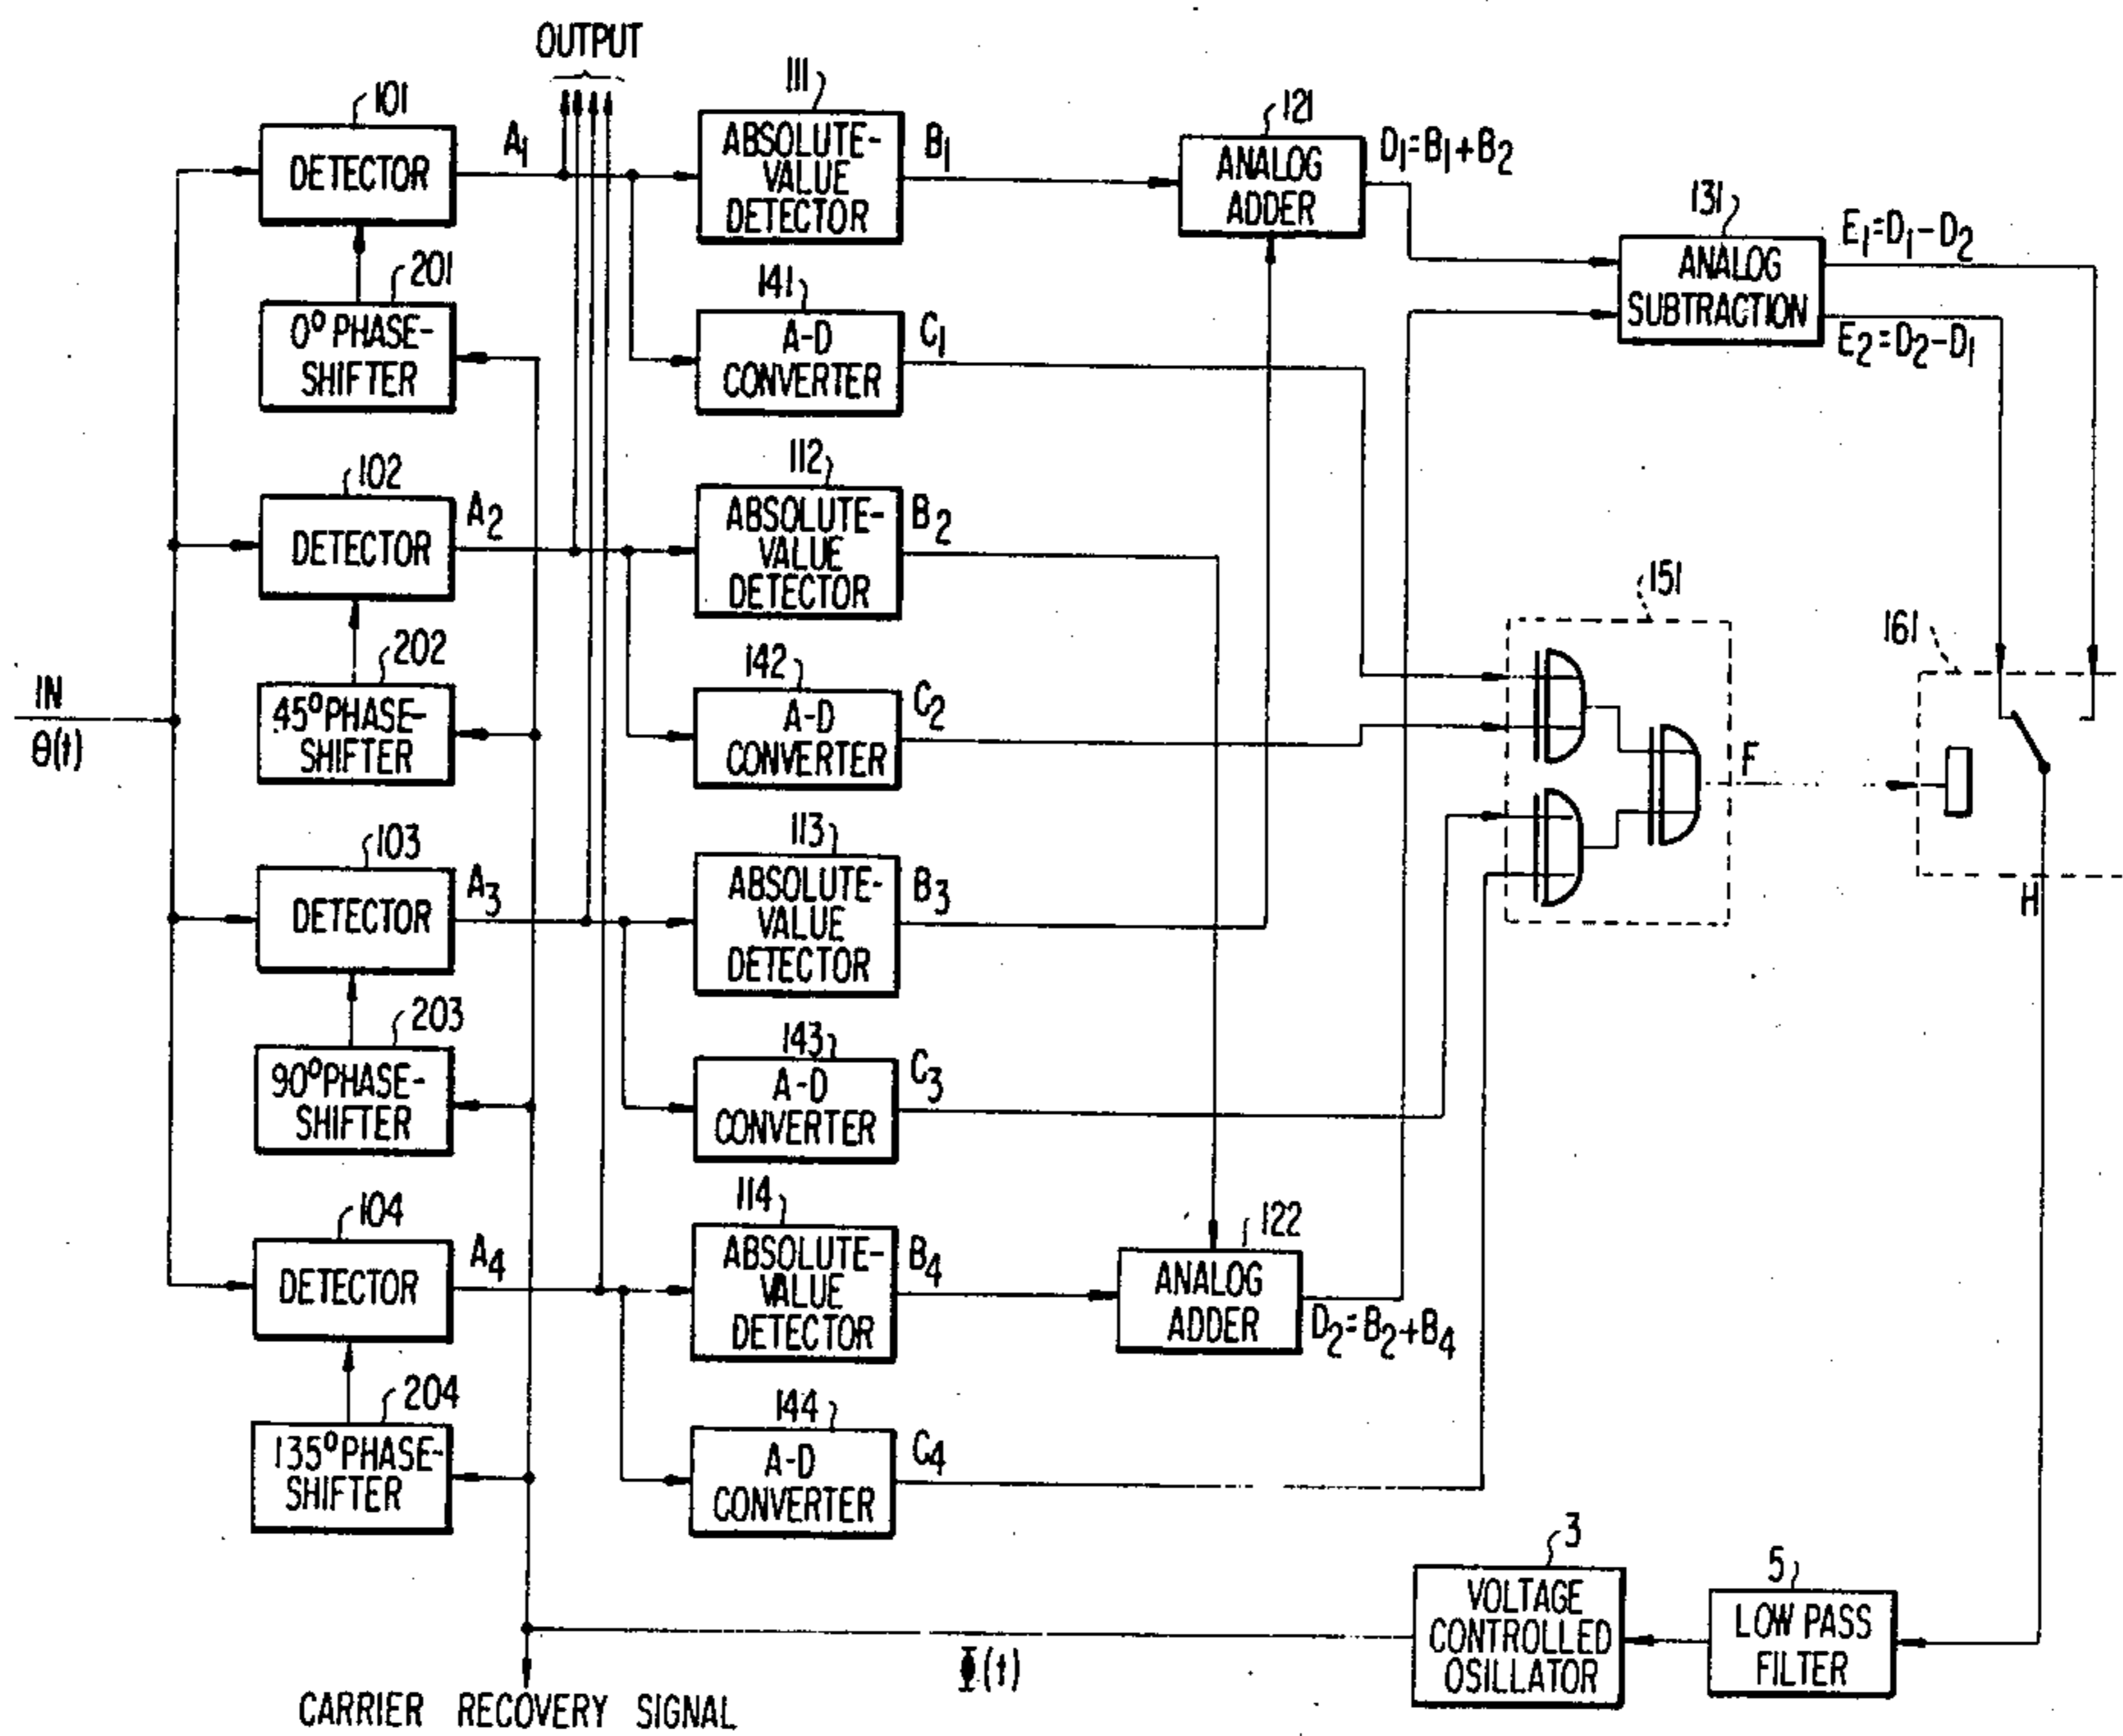 OUTPUT
101
DETECTOR
A1
111
ABSOLUTE-
VALUE
DETECTOR
B1
121
ANALOG
ADDER
D1=B1+B2
131
ANALOG
SUBTRACTION
E1=D1-D2
E2=D2-D1
201
0° PHASE-
SHIFTER
141
A-D
CONVERTER
C1
102
DETECTOR
A2
112
ABSOLUTE-
VALUE
DETECTOR
B2
202
45° PHASE-
SHIFTER
142
A-D
CONVERTER
C2
151
F
161
H
IN
θ(t)
103
DETECTOR
A3
113
ABSOLUTE-
VALUE
DETECTOR
B3
203
90° PHASE-
SHIFTER
143
A-D
CONVERTER
C3
104
DETECTOR
A4
114
ABSOLUTE-
VALUE
DETECTOR
B4
122
ANALOG
ADDER
D2=B2+B4
204
135° PHASE-
SHIFTER
144
A-D
CONVERTER
C4
3
VOLTAGE
CONTROLLED
OSILLATOR
5
LOW PASS
FILTER
Φ(t)
CARRIER RECOVERY SIGNAL